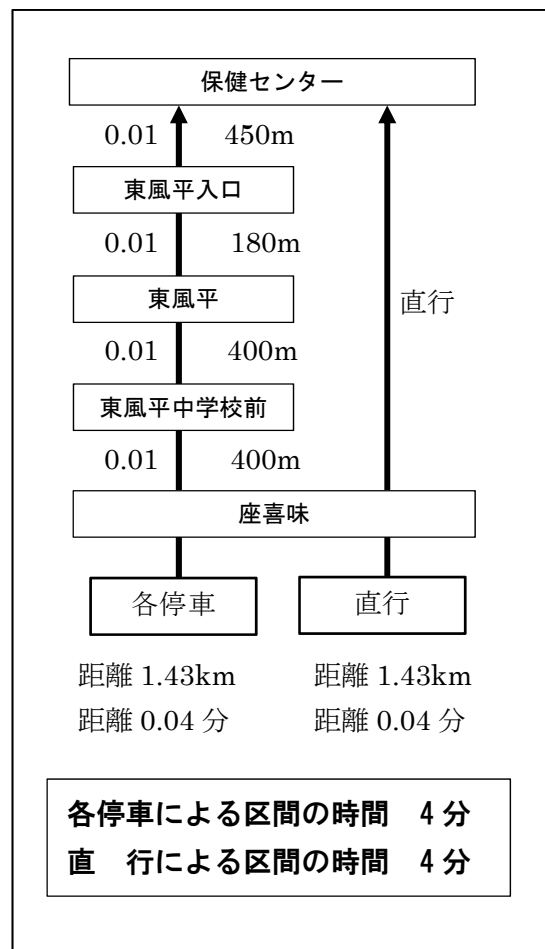 保健センター
0.01 450m
東風平入口
0.01 180m
東風平
直行
0.01 400m
東風平中学校前
0.01 400m
座喜味
各停車 直行
距離 1.43km 距離 1.43km
距離 0.04 分 距離 0.04 分
各停車による区間の時間 4 分
直 行による区間の時間 4 分